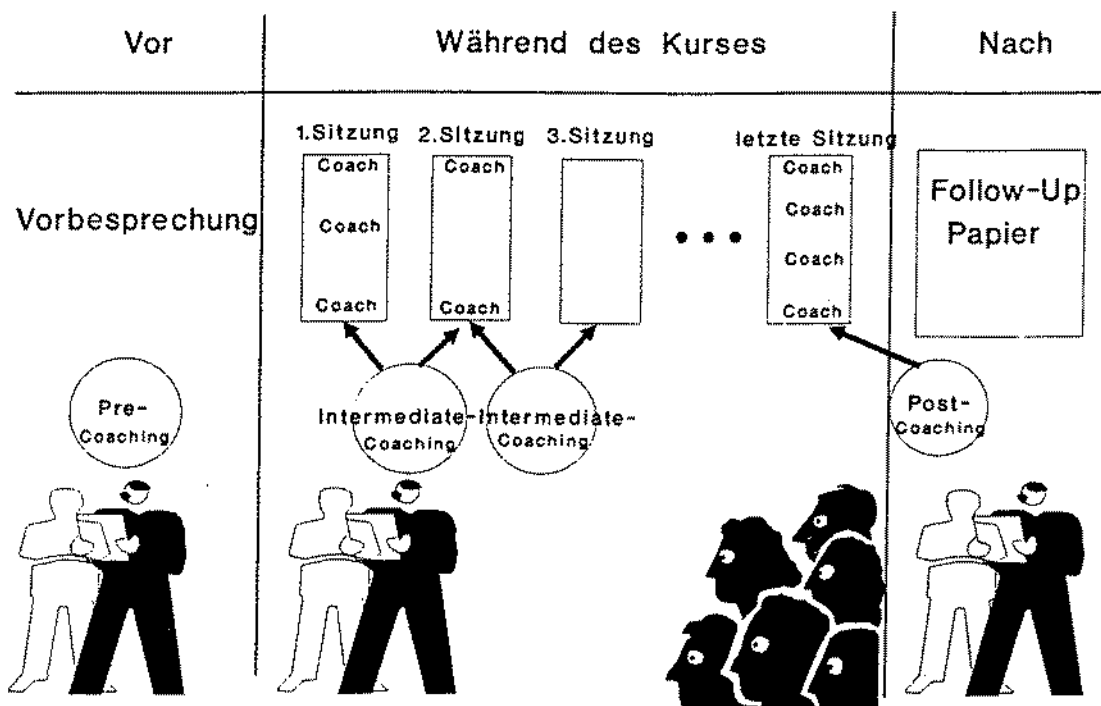 Vor
Während des Kurses
Nach
Vorbesprechung
1.Sitzung
2.Sitzung
3.Sitzung
letzte Sitzung
Coach
Coach
Coach
Coach
Coach
•••
Coach
Coach
Coach
Coach
Follow-Up
Papier
Pre-
Coaching
Intermediate-
Coaching
Intermediate-
Coaching
Post-
Coaching